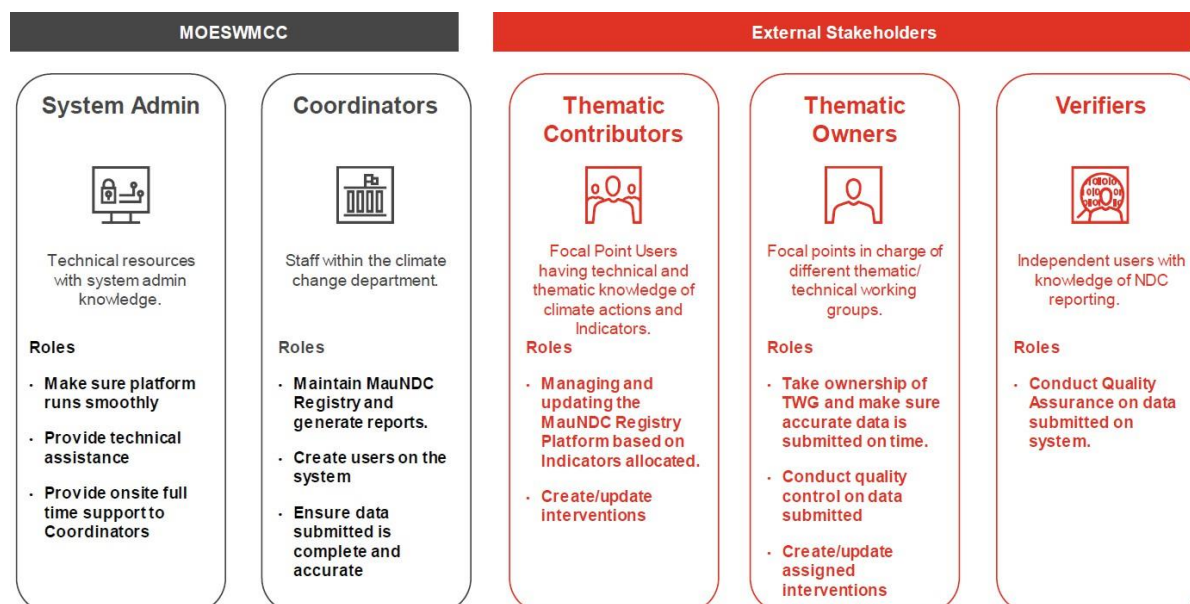 MOESWMCC
External Stakeholders
System Admin
Technical resources
with system admin
knowledge.
Roles
· Make sure platform
runs smoothly
· Provide technical
assistance
· Provide onsite full
time support to
Coordinators
Coordinators
Staff within the climate
change department.
Roles
· Maintain MauNDC
Registry and
generate reports.
· Create users on the
system
· Ensure data
submitted is
complete and
accurate
Thematic
Contributors
Focal Point Users
having technical and
thematic knowledge of
climate actions and
Indicators.
Roles
· Managing and
updating the
MauNDC Registry
Platform based on
Indicators allocated.
· Create/update
interventions
Thematic
Owners
Focal points in charge of
different thematic/
technical working
groups.
Roles
· Take ownership of
TWG and make sure
accurate data is
submitted on time.
· Conduct quality
control on data
submitted
· Create/update
assigned
interventions
Verifiers
Independent users with
knowledge of NDC
reporting.
Roles
· Conduct Quality
Assurance on data
submitted on
system.